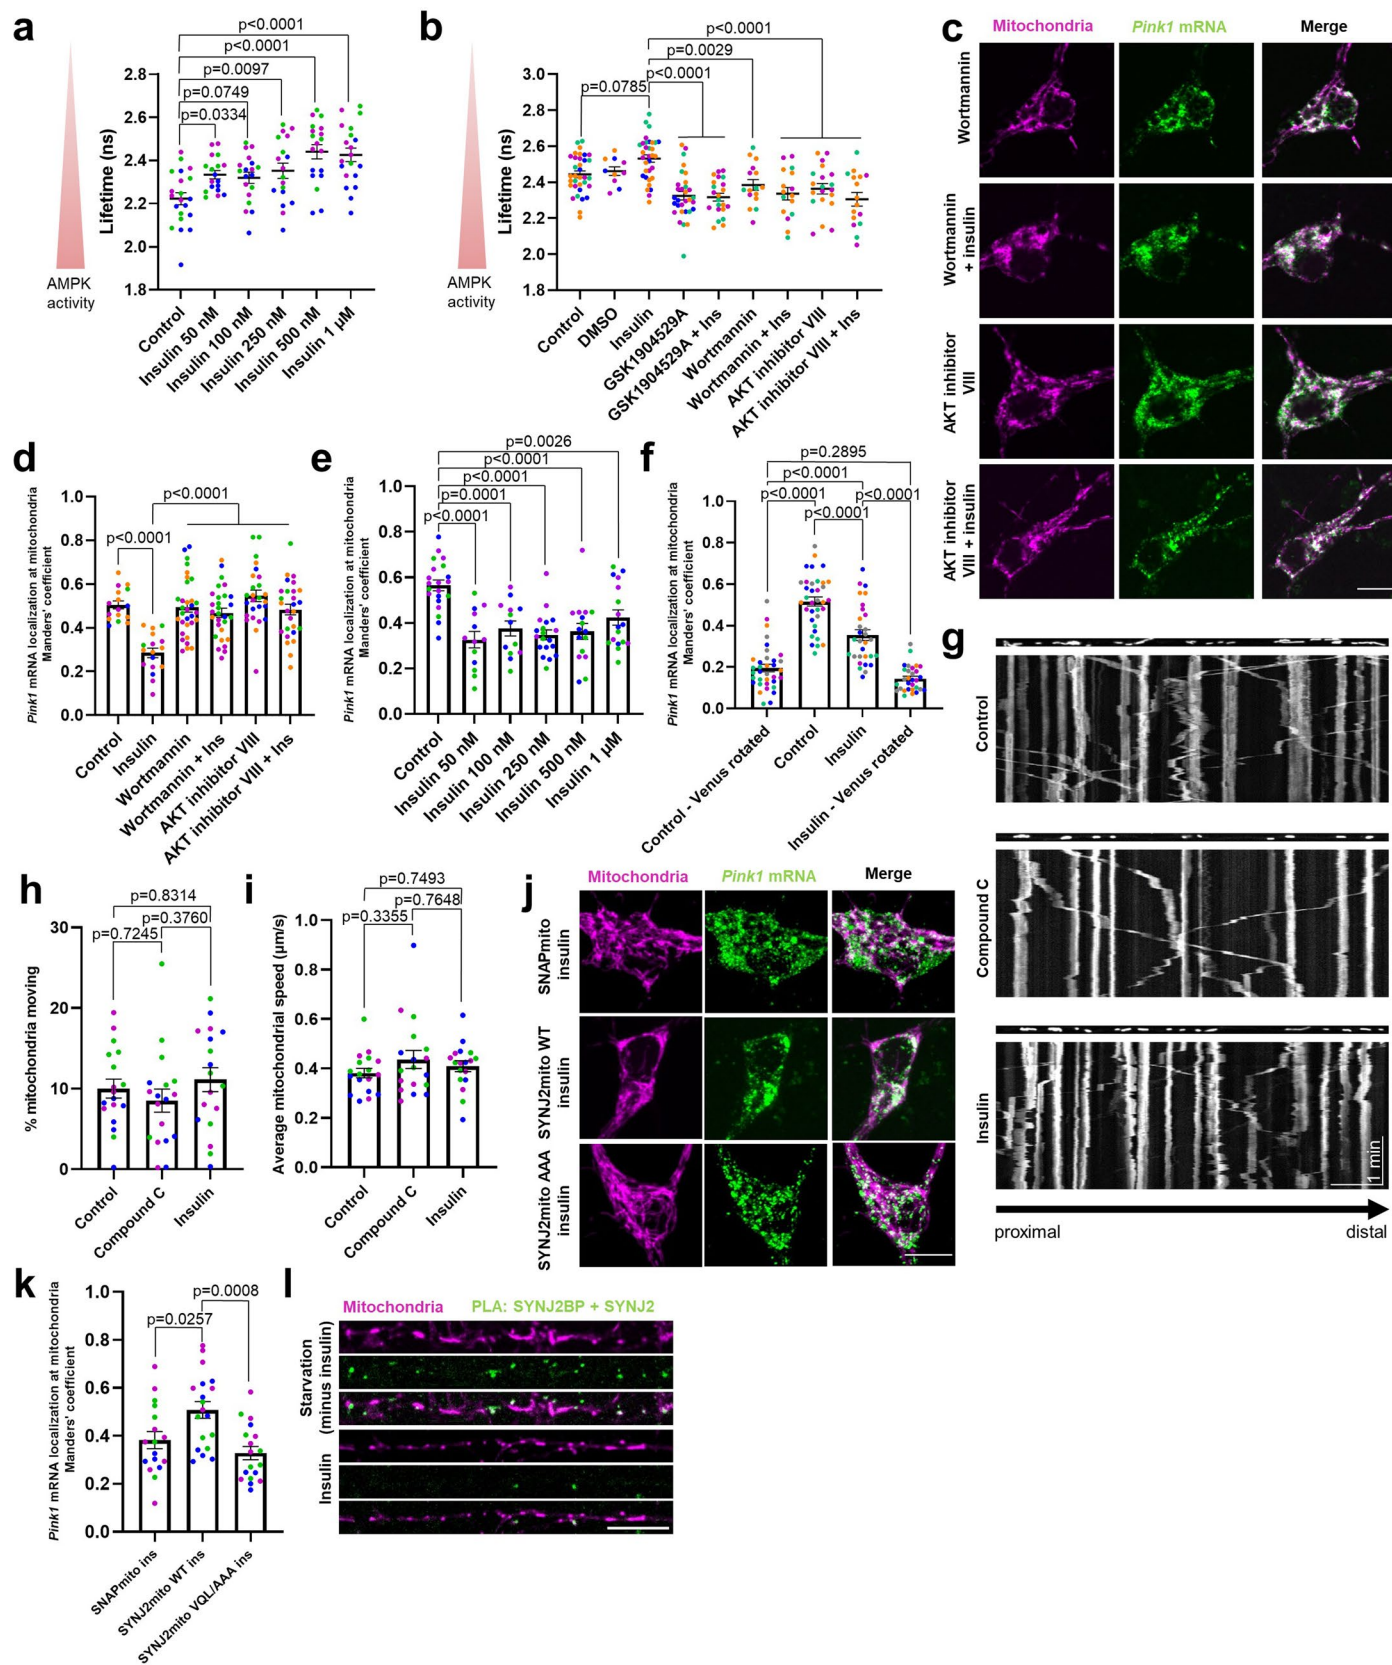 a
p<0.0001
p<0.0001
p=0.0097
p=0.0749
p=0.0334
2.8
2.6
2.4
2.2
2.0
1.8
Lifetime (ns)
AMPK
activity
Control
Insulin 50 nM
Insulin 100 nM
Insulin 250 nM
Insulin 500 nM
Insulin 1 µM
b
p<0.0001
p=0.0029
p<0.0001
p=0.0785
3.0
2.8
2.6
2.4
2.2
2.0
1.8
Lifetime (ns)
AMPK
activity
Control
DMSO
Insulin
GSK1904529A
GSK1904529A + Ins
Wortmannin
Wortmannin + Ins
AKT inhibitor VIII
AKT inhibitor VIII + Ins
c
Mitochondria
Pink1 mRNA
Merge
Wortmannin
Wortmannin
+ insulin
AKT inhibitor
VIII
AKT inhibitor
VIII + insulin
d
Pink1 mRNA localization at mitochondria
Manders' coefficient
1.0
0.8
0.6
0.4
0.2
0.0
p<0.0001
p<0.0001
Control
Insulin
Wortmannin
Wortmannin + Ins
AKT inhibitor VIII
AKT inhibitor VIII + Ins
e
Pink1 mRNA localization at mitochondria
Manders' coefficient
p=0.0026
p<0.0001
p<0.0001
p=0.0001
p<0.0001
1.0
0.8
0.6
0.4
0.2
0.0
Control
Insulin 50 nM
Insulin 100 nM
Insulin 250 nM
Insulin 500 nM
Insulin 1 µM
f
Pink1 mRNA localization at mitochondria
Manders' coefficient
p=0.2895
p<0.0001
p<0.0001
p<0.0001
p<0.0001
1.0
0.8
0.6
0.4
0.2
0.0
Control - Venus rotated
Control
Insulin
Insulin - Venus rotated
g
Control
Compound C
Insulin
1 min
proximal
distal
h
p=0.8314
p=0.3760
p=0.7245
30
20
10
0
% mitochondria moving
Control
Compound C
Insulin
i
p=0.7493
p=0.7648
p=0.3355
1.0
0.8
0.6
0.4
0.2
0.0
Average mitochondrial speed (µm/s)
Control
Compound C
Insulin
j
Mitochondria
Pink1 mRNA
Merge
SNAPmito
insulin
SYNJ2mito WT
insulin
SYNJ2mito AAA
insulin
k
Pink1 mRNA localization at mitochondria
Manders' coefficient
p=0.0008
p=0.0257
1.0
0.8
0.6
0.4
0.2
0.0
SNAPmito ins
SYNJ2mito WT ins
SYNJ2mito VQL/AAA ins
l
Mitochondria
PLA: SYNJ2BP + SYNJ2
Starvation
(minus insulin)
Insulin